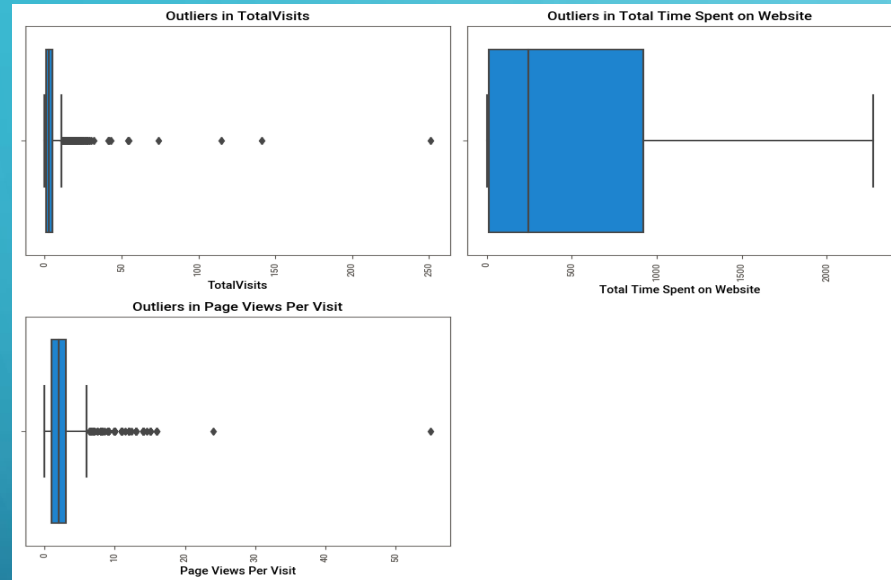 Outliers in TotalVisits
0 50 100 150 200 250
TotalVisits
Outliers in Total Time Spent on Website
0 500 1000 1500 2000
Total Time Spent on Website
Outliers in Page Views Per Visit
0 10 20 30 40 50
Page Views Per Visit